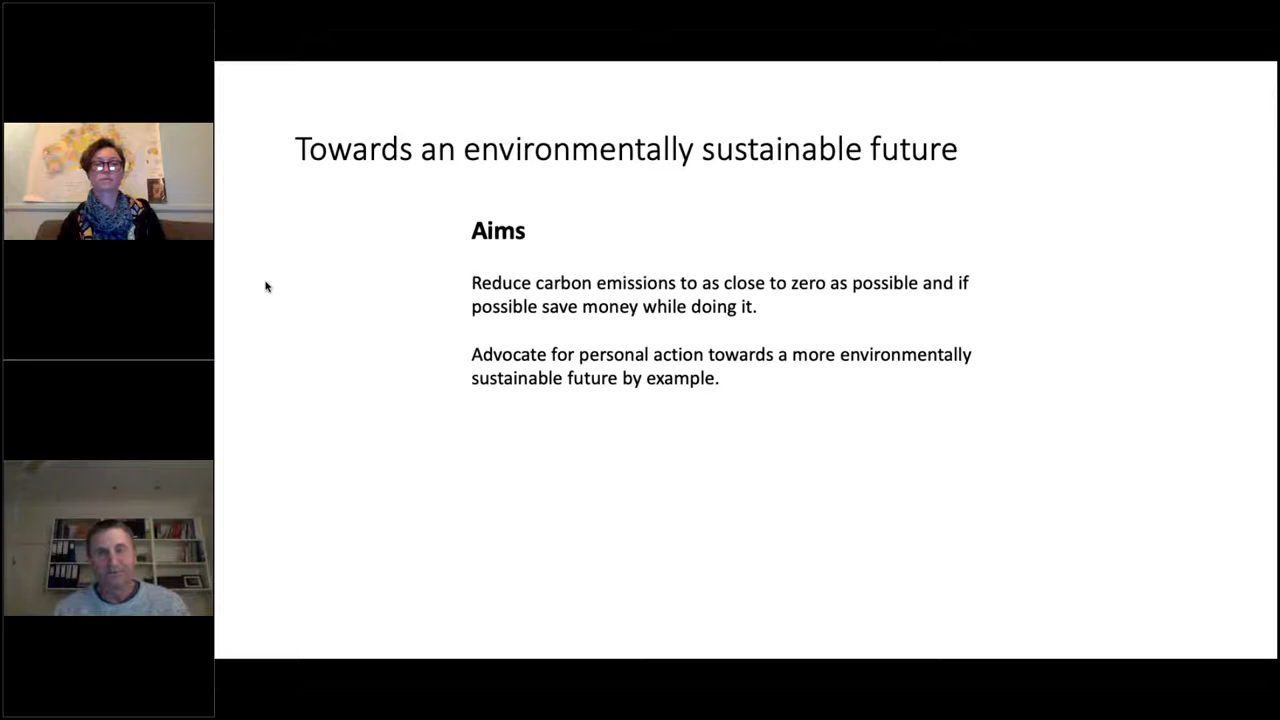 Towards an environmentally sustainable future
Aims
Reduce carbon emissions to as close to zero as possible and if
possible save money while doing it.
Advocate for personal action towards a more environmentally
sustainable future by example.